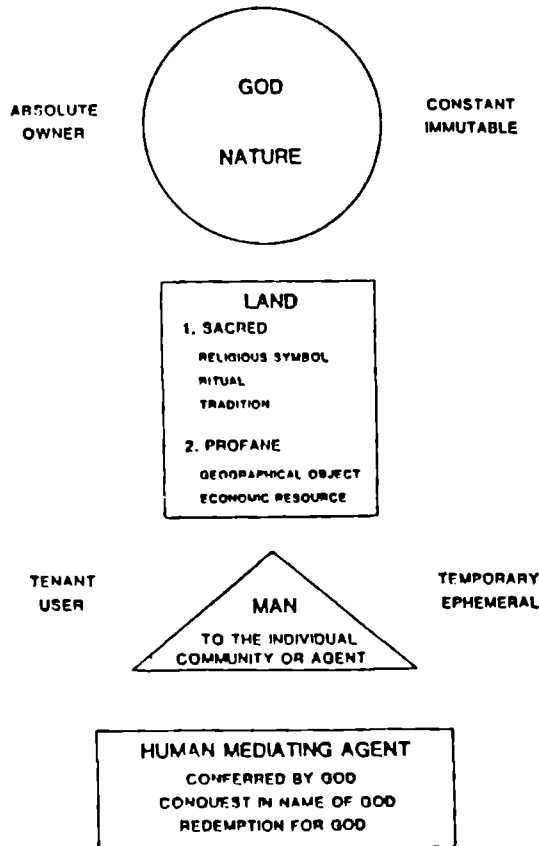 GOD
ABSOLUTE
OWNER
CONSTANT
IMMUTABLE
NATURE
LAND
1. SACRED
RELIGIOUS SYMBOL
RITUAL
TRADITION
2. PROFANE
GEOGRAPHICAL OBJECT
ECONOMIC RESOURCE
TENANT
USER
TEMPORARY
EPHEMERAL
MAN
TO THE INDIVIDUAL
COMMUNITY OR AGENT
HUMAN MEDIATING AGENT
CONFERRED BY GOD
CONQUEST IN NAME OF GOD
REDEMPTION FOR GOD